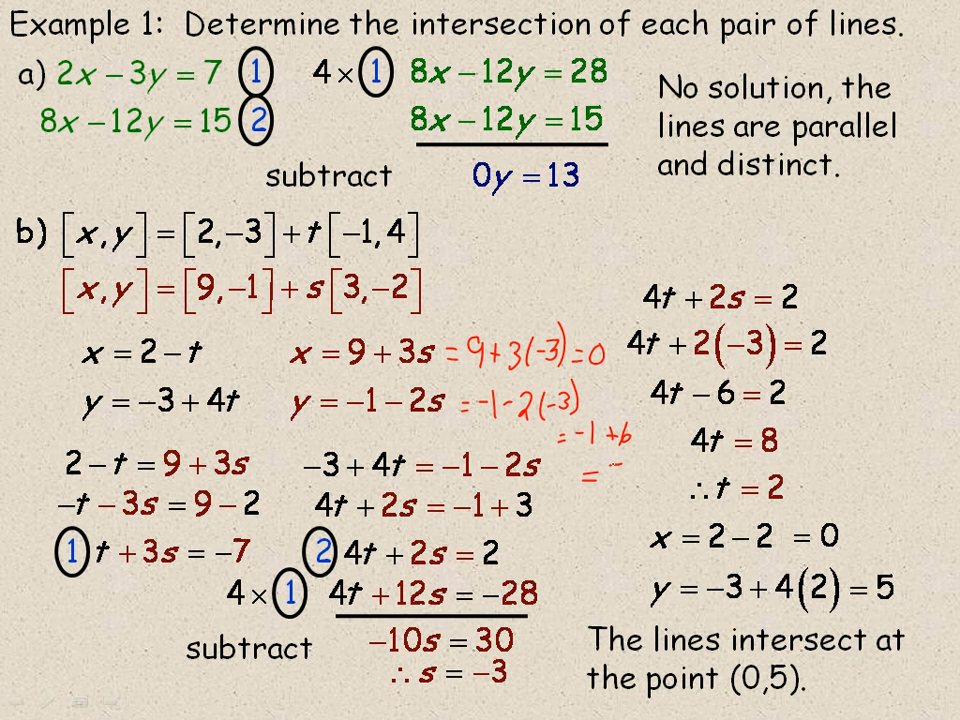 Example 1: Determine the intersection of each pair of lines.
a) 2x − 3y = 7 1
8x − 12y = 15 2
4 × 1 8x − 12y = 28
8x − 12y = 15
subtract 0y = 13
No solution, the
lines are parallel
and distinct.
b) [x, y] = [2, −3] + t [−1, 4]
[x, y] = [9, −1] + s [3, −2]
x = 2 − t
y = −3 + 4t
x = 9 + 3s = 9 + 3(−3) = 0
y = −1 − 2s = −1 − 2(−3)
= −1 + 6
=
2 − t = 9 + 3s
−t − 3s = 9 − 2
1 t + 3s = −7
−3 + 4t = −1 − 2s
4t + 2s = −1 + 3
2 4t + 2s = 2
4 × 1 4t + 12s = −28
subtract −10s = 30
∴ s = −3
4t + 2s = 2
4t + 2(−3) = 2
4t − 6 = 2
4t = 8
∴ t = 2
x = 2 − 2 = 0
y = −3 + 4(2) = 5
The lines intersect at
the point (0,5).